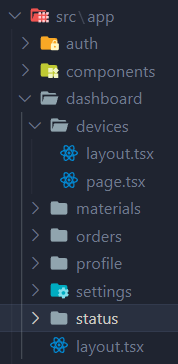 src\app
auth
components
dashboard
devices
layout.tsx
page.tsx
materials
orders
profile
settings
status
layout.tsx